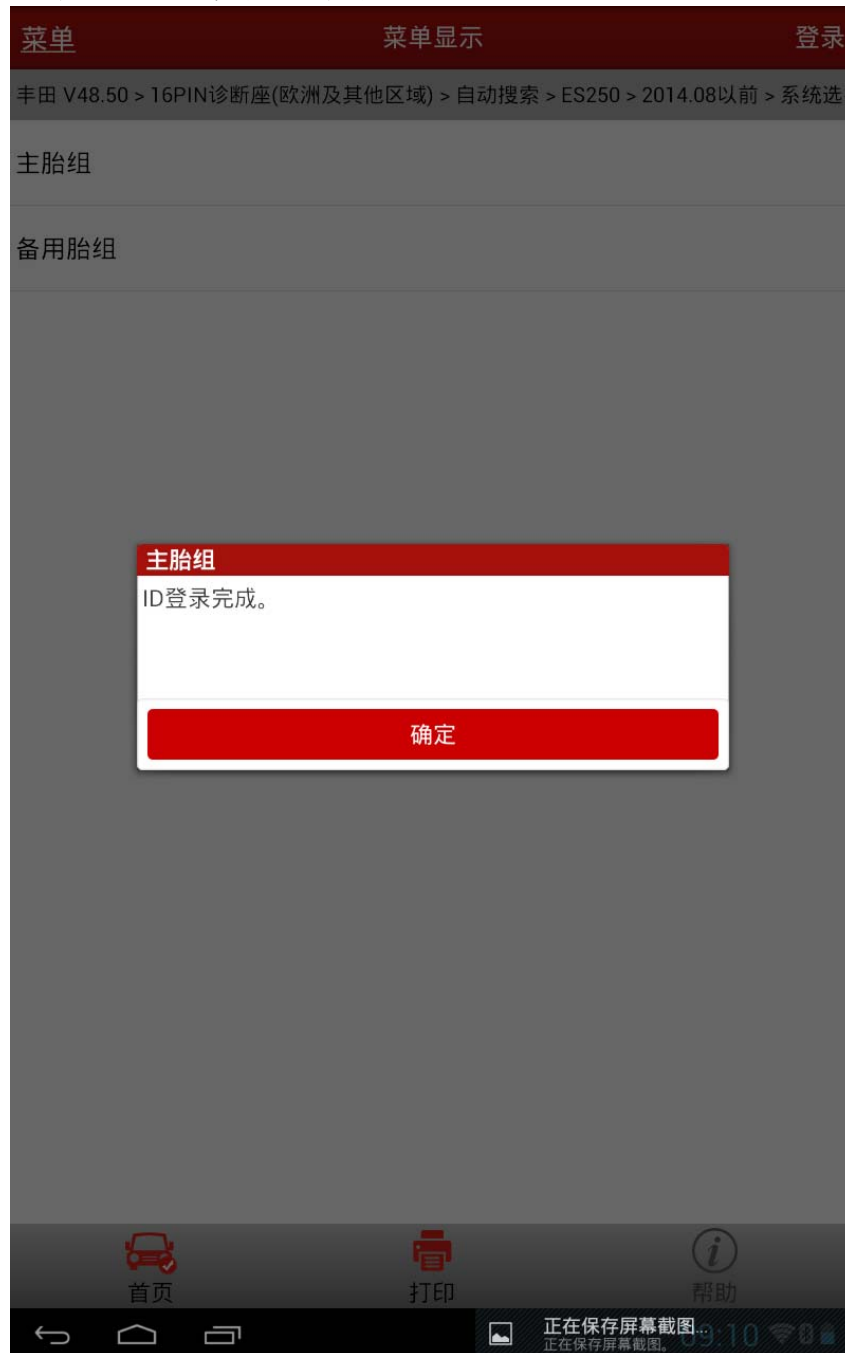 菜单 菜单显示 登录
丰田 V48.50 > 16PIN诊断座(欧洲及其他区域) > 自动搜索 > ES250 > 2014.08以前 > 系统选
主胎组
备用胎组
主胎组
ID登录完成。
确定
首页 打印 帮助
正在保存屏幕截图... 09:10
正在保存屏幕截图。